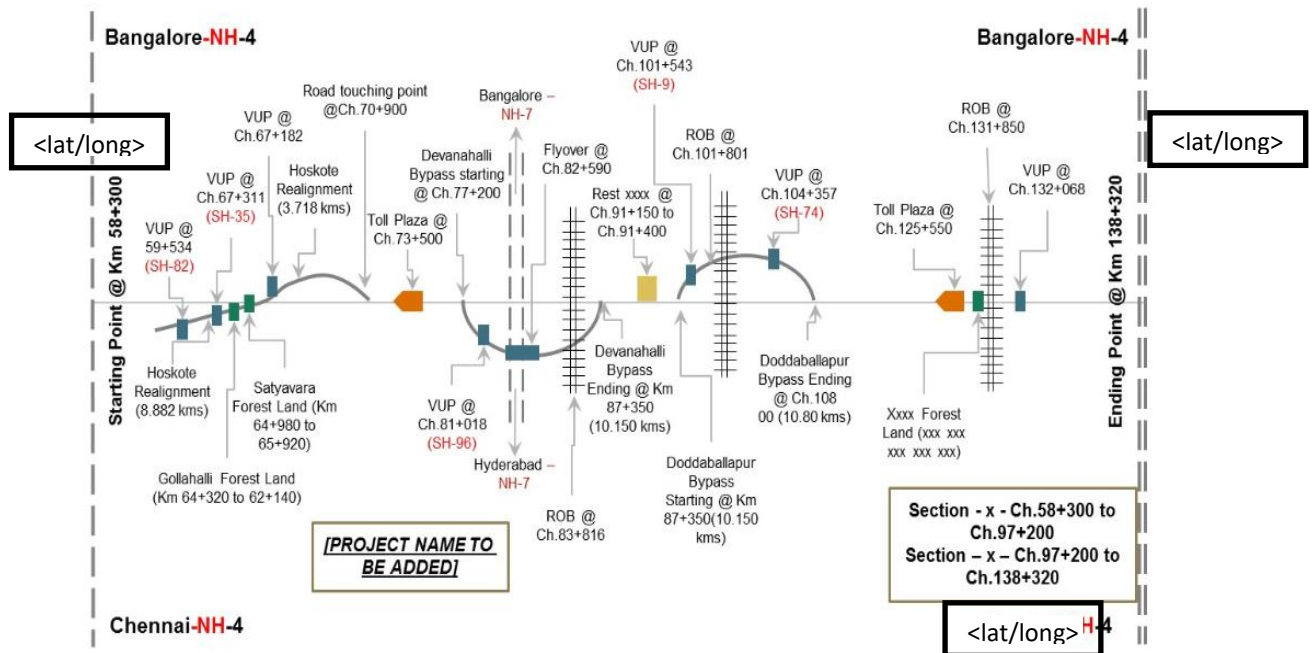 Bangalore-NH-4
Bangalore-NH-4
<lat/long>
<lat/long>
Starting Point @ Km 58+300
Ending Point @ Km 138+320
VUP @
59+534
(SH-82)
VUP @
Ch.67+311
(SH-35)
VUP @
Ch.67+182
Hoskote
Realignment
(3.718 kms)
Road touching point
@Ch.70+900
Toll Plaza @
Ch.73+500
Devanahalli
Bypass starting
@ Ch.77+200
Bangalore –
NH-7
Flyover @
Ch.82+590
Rest xxxx @
Ch.91+150 to
Ch.91+400
VUP @
Ch.101+543
(SH-9)
ROB @
Ch.101+801
VUP @
Ch.104+357
(SH-74)
Toll Plaza @
Ch.125+550
ROB @
Ch.131+850
VUP @
Ch.132+068
Hoskote
Realignment
(8.882 kms)
Gollahalli Forest Land
(Km 64+320 to 62+140)
Satyavara
Forest Land (Km
64+980 to
65+920)
VUP @
Ch.81+018
(SH-96)
Hyderabad –
NH-7
ROB @
Ch.83+816
Devanahalli
Bypass
Ending @ Km
87+350
(10.150 kms)
Doddaballapur
Bypass
Starting @ Km
87+350(10.150
kms)
Doddaballapur
Bypass Ending
@ Ch.108
00 (10.80 kms)
Xxxx Forest
Land (xxx xxx
xxx xxx xxx)
[PROJECT NAME TO
BE ADDED]
Section - x - Ch.58+300 to
Ch.97+200
Section – x – Ch.97+200 to
Ch.138+320
Chennai-NH-4
<lat/long>
H-4